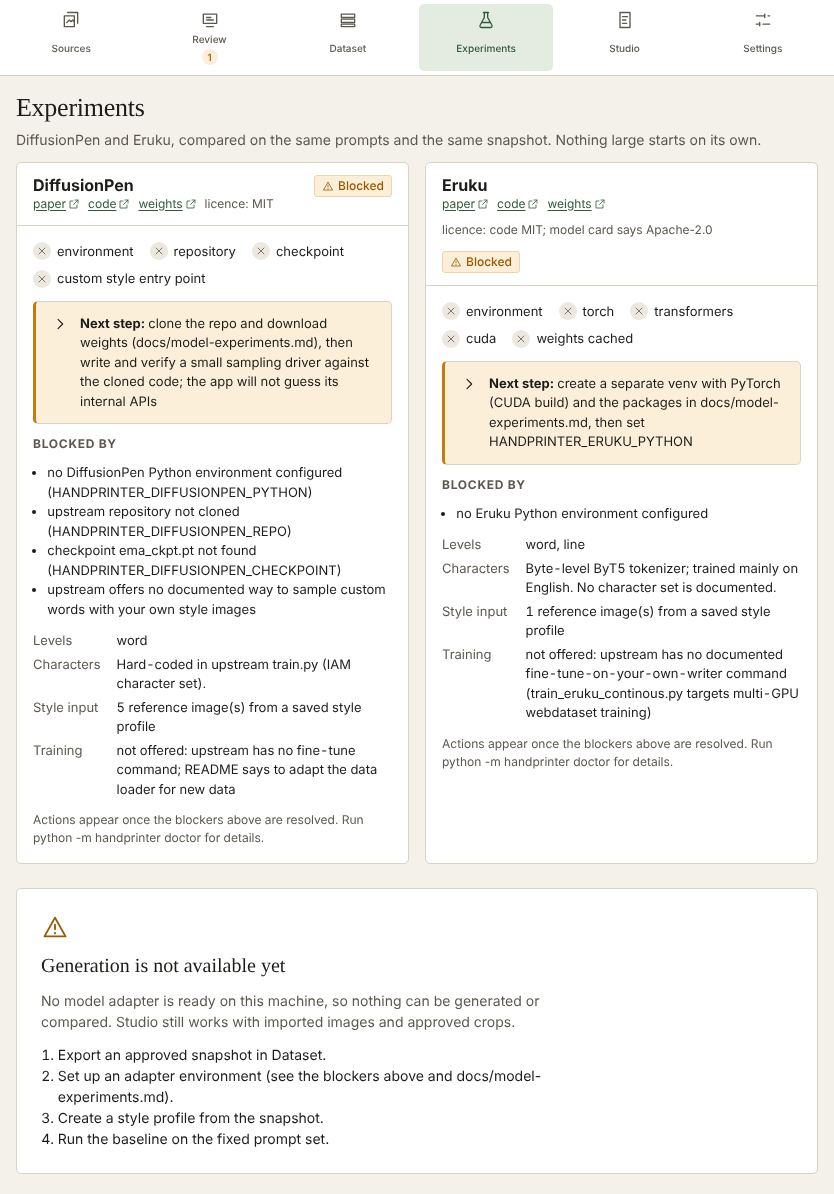 Sources
Review
1
Dataset
Experiments
Studio
Settings
Experiments
DiffusionPen and Eruku, compared on the same prompts and the same snapshot. Nothing large starts on its own.
DiffusionPen
Blocked
paper code weights licence: MIT
environment repository checkpoint
custom style entry point
Next step: clone the repo and download
weights (docs/model-experiments.md), then
write and verify a small sampling driver against
the cloned code; the app will not guess its
internal APIs
BLOCKED BY
• no DiffusionPen Python environment configured
(HANDPRINTER_DIFFUSIONPEN_PYTHON)
• upstream repository not cloned
(HANDPRINTER_DIFFUSIONPEN_REPO)
• checkpoint ema_ckpt.pt not found
(HANDPRINTER_DIFFUSIONPEN_CHECKPOINT)
• upstream offers no documented way to sample custom
words with your own style images
Levels word
Characters Hard-coded in upstream train.py (IAM
character set).
Style input 5 reference image(s) from a saved style
profile
Training not offered: upstream has no fine-tune
command; README says to adapt the data
loader for new data
Actions appear once the blockers above are resolved. Run
python -m handprinter doctor for details.
Eruku
paper code weights
licence: code MIT; model card says Apache-2.0
Blocked
environment torch transformers
cuda weights cached
Next step: create a separate venv with PyTorch
(CUDA build) and the packages in docs/model-
experiments.md, then set
HANDPRINTER_ERUKU_PYTHON
BLOCKED BY
• no Eruku Python environment configured
Levels word, line
Characters Byte-level ByT5 tokenizer; trained mainly on
English. No character set is documented.
Style input 1 reference image(s) from a saved style
profile
Training not offered: upstream has no documented
fine-tune-on-your-own-writer command
(train_eruku_continous.py targets multi-GPU
webdataset training)
Actions appear once the blockers above are resolved. Run
python -m handprinter doctor for details.
Generation is not available yet
No model adapter is ready on this machine, so nothing can be generated or
compared. Studio still works with imported images and approved crops.
1. Export an approved snapshot in Dataset.
2. Set up an adapter environment (see the blockers above and docs/model-
experiments.md).
3. Create a style profile from the snapshot.
4. Run the baseline on the fixed prompt set.